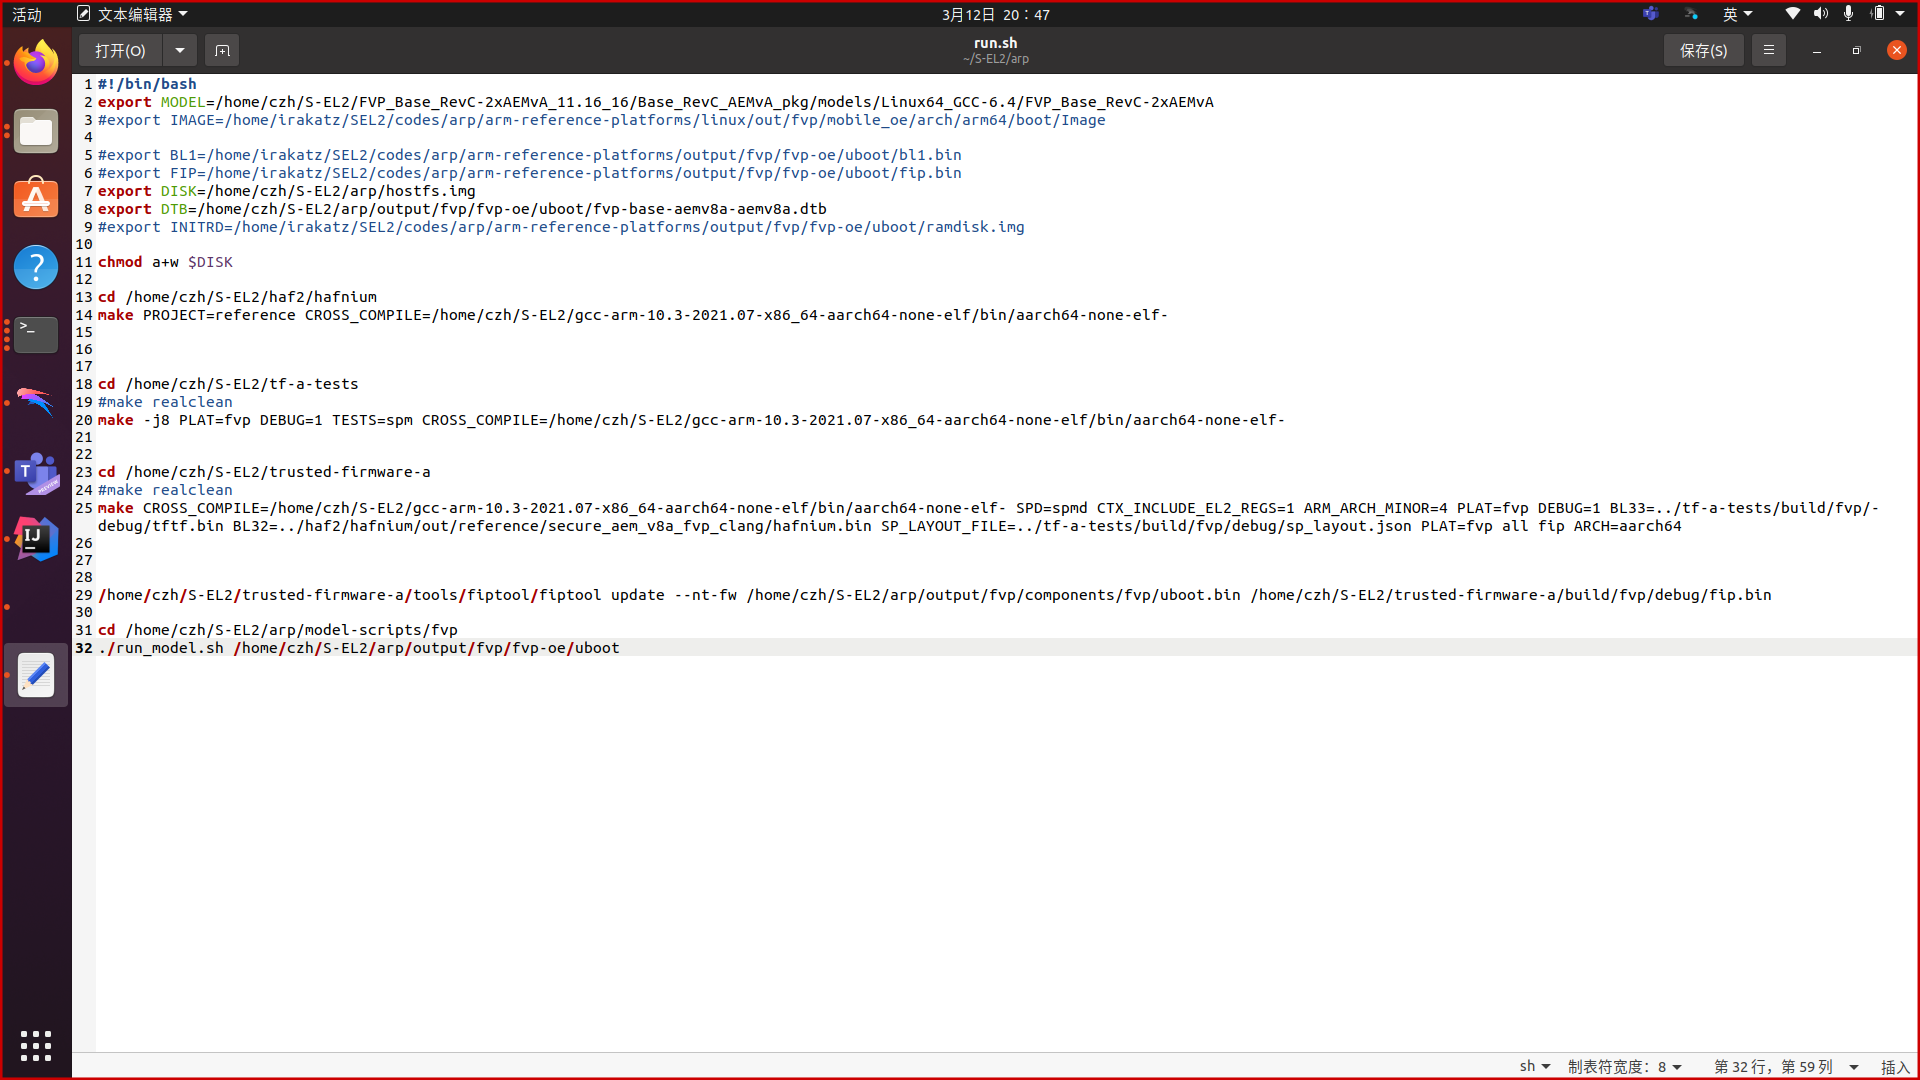 活动 文本编辑器 3月12日 20：47 英
打开(O) run.sh 保存(S)
~/S-EL2/arp
1 #!/bin/bash
2 export MODEL=/home/czh/S-EL2/FVP_Base_RevC-2xAEMvA_11.16_16/Base_RevC_AEMvA_pkg/models/Linux64_GCC-6.4/FVP_Base_RevC-2xAEMvA
3 #export IMAGE=/home/irakatz/SEL2/codes/arp/arm-reference-platforms/linux/out/fvp/mobile_oe/arch/arm64/boot/Image
4
5 #export BL1=/home/irakatz/SEL2/codes/arp/arm-reference-platforms/output/fvp/fvp-oe/uboot/bl1.bin
6 #export FIP=/home/irakatz/SEL2/codes/arp/arm-reference-platforms/output/fvp/fvp-oe/uboot/fip.bin
7 export DISK=/home/czh/S-EL2/arp/hostfs.img
8 export DTB=/home/czh/S-EL2/arp/output/fvp/fvp-oe/uboot/fvp-base-aemv8a-aemv8a.dtb
9 #export INITRD=/home/irakatz/SEL2/codes/arp/arm-reference-platforms/output/fvp/fvp-oe/uboot/ramdisk.img
10
11 chmod a+w $DISK
12
13 cd /home/czh/S-EL2/haf2/hafnium
14 make PROJECT=reference CROSS_COMPILE=/home/czh/S-EL2/gcc-arm-10.3-2021.07-x86_64-aarch64-none-elf/bin/aarch64-none-elf-
15
16
17
18 cd /home/czh/S-EL2/tf-a-tests
19 #make realclean
20 make -j8 PLAT=fvp DEBUG=1 TESTS=spm CROSS_COMPILE=/home/czh/S-EL2/gcc-arm-10.3-2021.07-x86_64-aarch64-none-elf/bin/aarch64-none-elf-
21
22
23 cd /home/czh/S-EL2/trusted-firmware-a
24 #make realclean
25 make CROSS_COMPILE=/home/czh/S-EL2/gcc-arm-10.3-2021.07-x86_64-aarch64-none-elf/bin/aarch64-none-elf- SPD=spmd CTX_INCLUDE_EL2_REGS=1 ARM_ARCH_MINOR=4 PLAT=fvp DEBUG=1 BL33=../tf-a-tests/build/fvp/-
debug/tftf.bin BL32=../haf2/hafnium/out/reference/secure_aem_v8a_fvp_clang/hafnium.bin SP_LAYOUT_FILE=../tf-a-tests/build/fvp/debug/sp_layout.json PLAT=fvp all fip ARCH=aarch64
26
27
28
29 /home/czh/S-EL2/trusted-firmware-a/tools/fiptool/fiptool update --nt-fw /home/czh/S-EL2/arp/output/fvp/components/fvp/uboot.bin /home/czh/S-EL2/trusted-firmware-a/build/fvp/debug/fip.bin
30
31 cd /home/czh/S-EL2/arp/model-scripts/fvp
32 ./run_model.sh /home/czh/S-EL2/arp/output/fvp/fvp-oe/uboot
sh 制表符宽度：8 第 32 行，第 59 列 插入